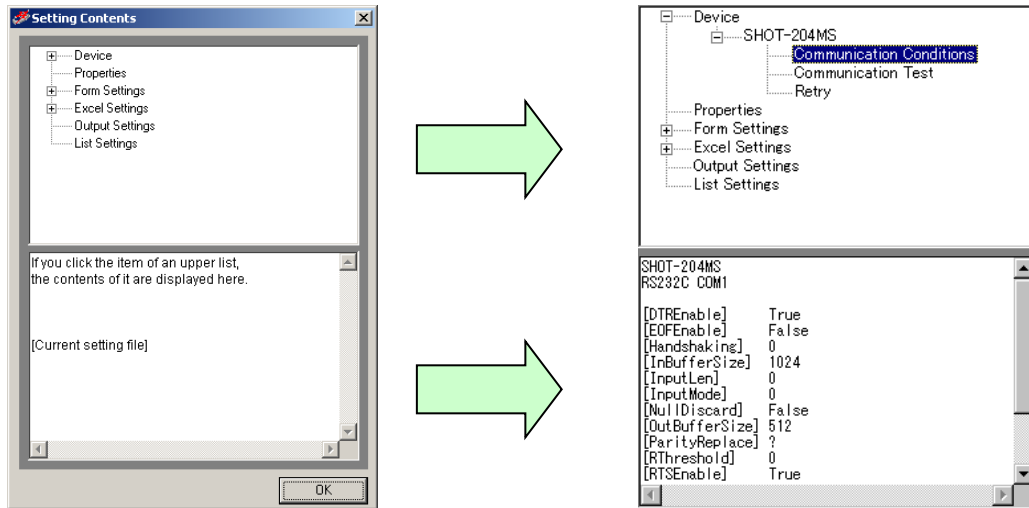 Setting Contents
Device
Properties
Form Settings
Excel Settings
Output Settings
List Settings
If you click the item of an upper list,
the contents of it are displayed here.
[Current setting file]
OK
Device
SHOT-204MS
Communication Conditions
Communication Test
Retry
Properties
Form Settings
Excel Settings
Output Settings
List Settings
SHOT-204MS
RS232C COM1
[DTREnable] True
[EOFEnable] False
[Handshaking] 0
[InBufferSize] 1024
[InputLen] 0
[InputMode] 0
[NullDiscard] False
[OutBufferSize] 512
[ParityReplace] ?
[RThreshold] 0
[RTSEnable] True